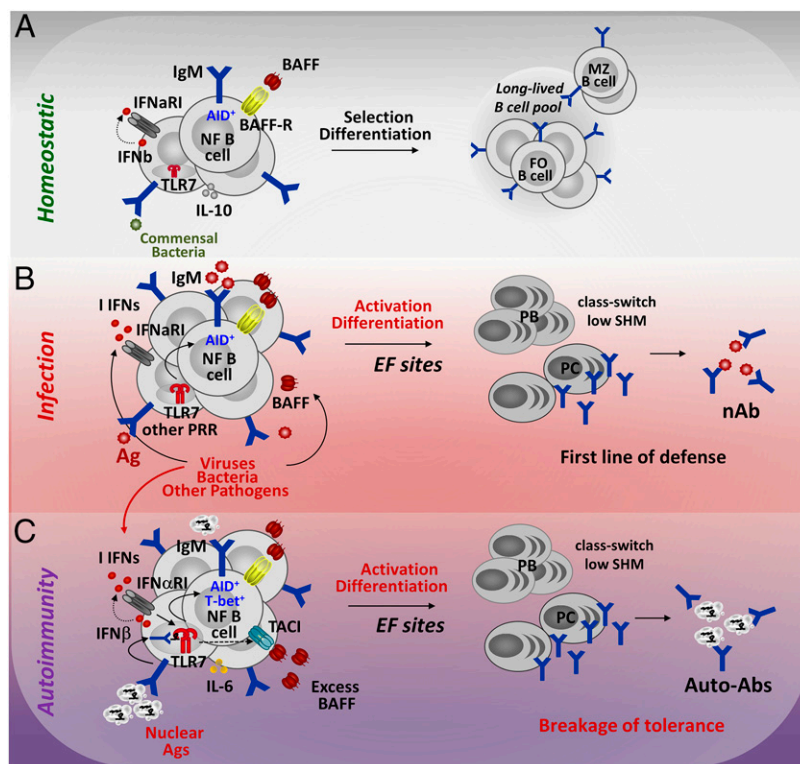 A
Homeostatic
IgM
BAFF
IFNaRI
AID⁺
BAFF-R
NF B
cell
IFNb
TLR7
IL-10
Commensal
Bacteria
Selection
Differentiation
Long-lived
B cell pool
MZ
B cell
FO
B cell
B
Infection
IgM
I IFNs
IFNaRI
AID⁺
NF B
cell
TLR7
other PRR
BAFF
Ag
Viruses
Bacteria
Other Pathogens
Activation
Differentiation
EF sites
PB
class-switch
low SHM
PC
nAb
First line of defense
C
Autoimmunity
IgM
I IFNs
IFNαRI
AID⁺
T-bet⁺
NF B
cell
IFNβ
TLR7
TACI
IL-6
Excess
BAFF
Nuclear
Ags
Activation
Differentiation
EF sites
PB
class-switch
low SHM
PC
Auto-Abs
Breakage of tolerance